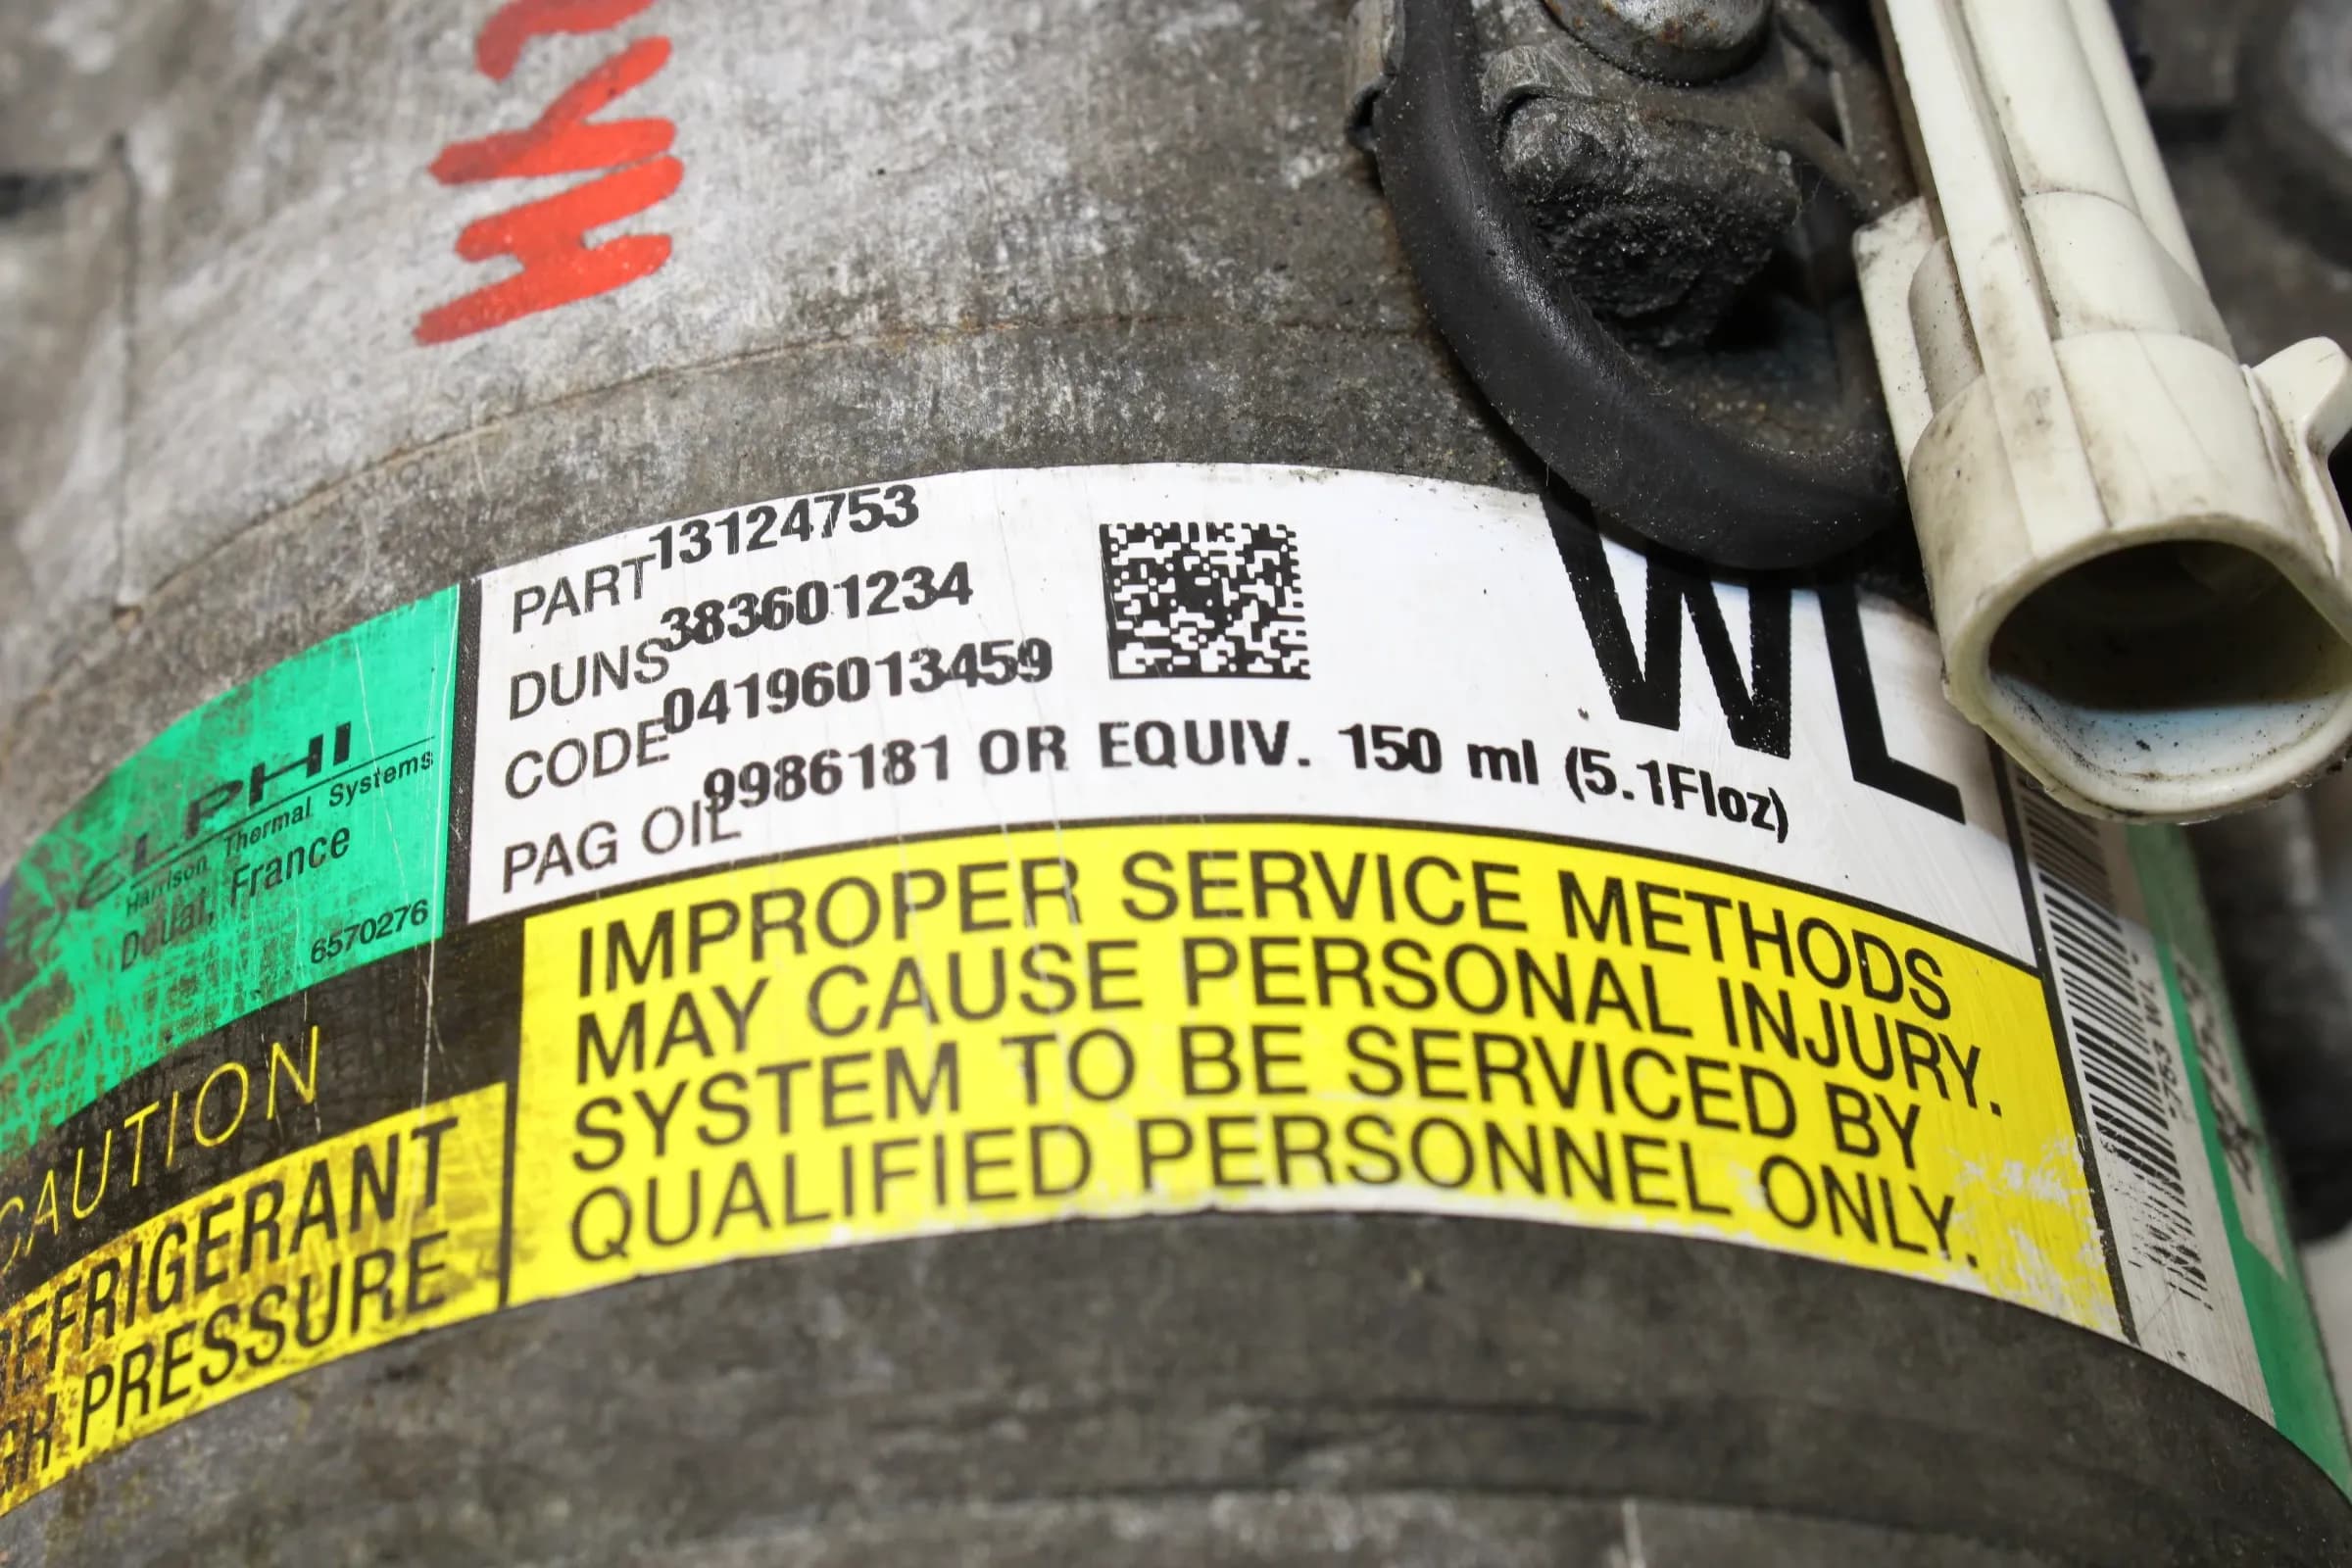 PART 13124753
DUNS 383601234
CODE 04196013459
PAG OIL 9986181 OR EQUIV. 150 ml (5.1Floz)
WL
ELPHI
Harrison Thermal Systems
Douai, France
6570276
CAUTION
REFRIGERANT
GH PRESSURE
IMPROPER SERVICE METHODS
MAY CAUSE PERSONAL INJURY.
SYSTEM TO BE SERVICED BY
QUALIFIED PERSONNEL ONLY.